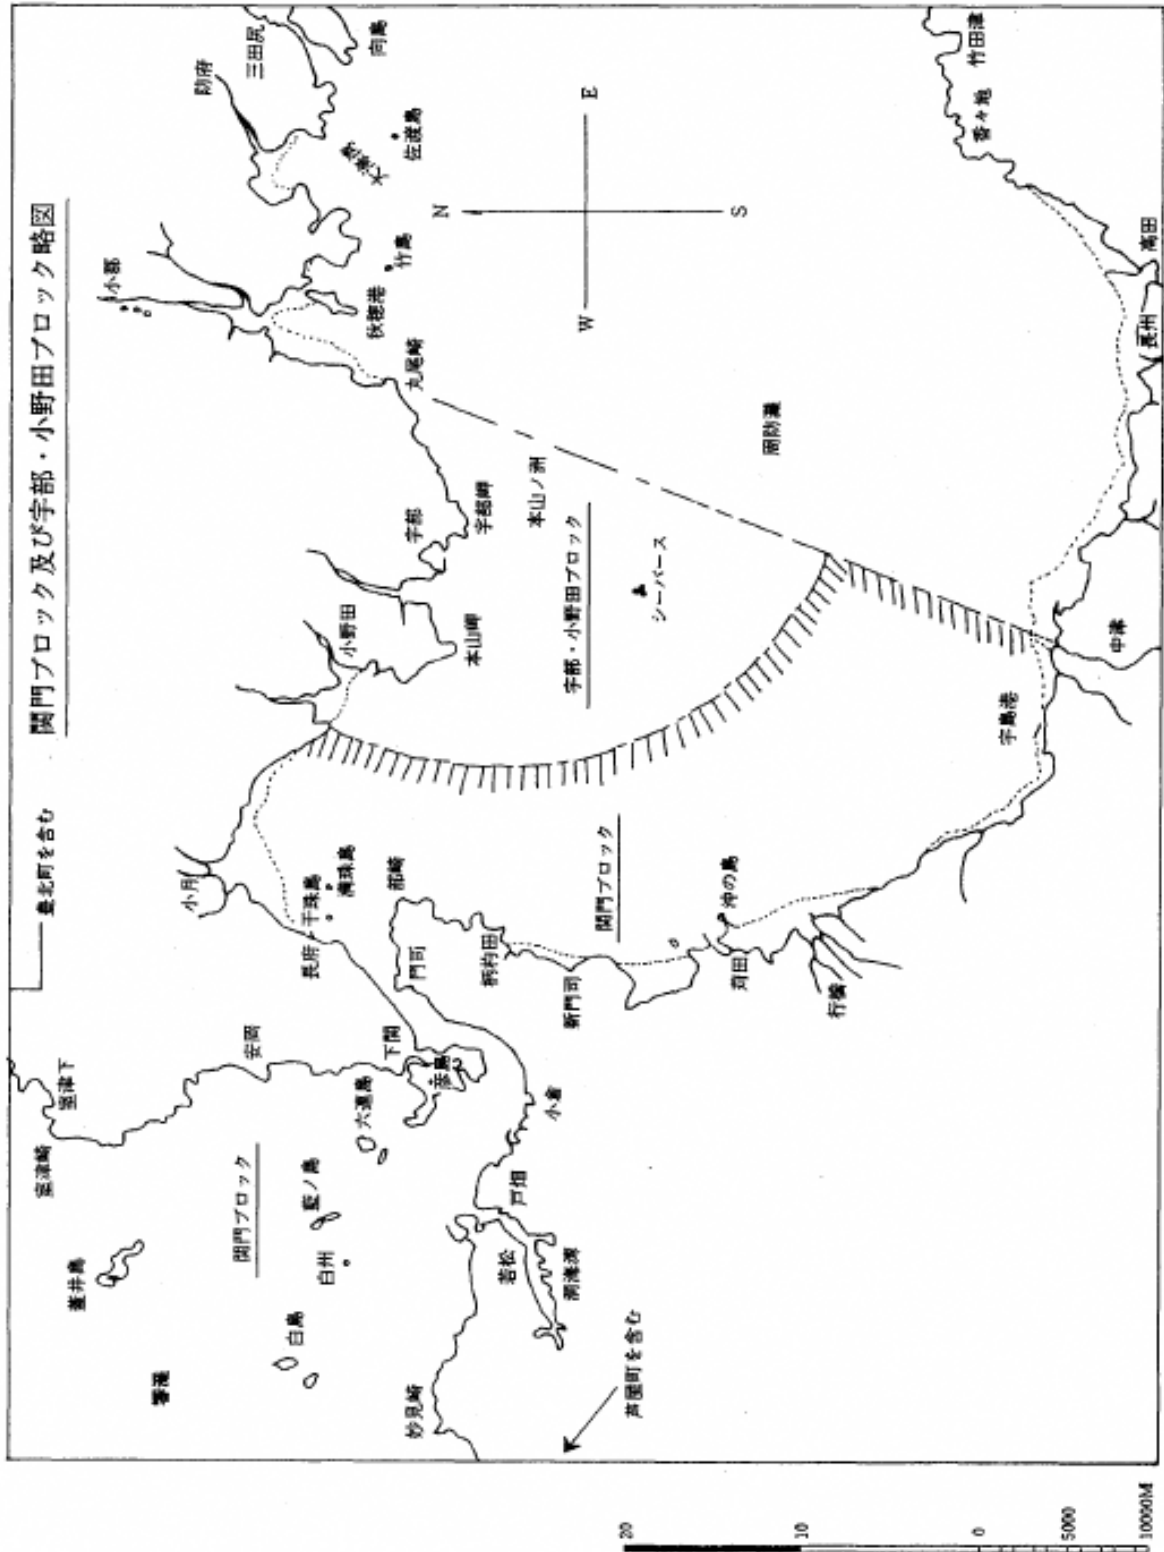 関門ブロック及び宇部・小野田ブロック略図
豊北町を含む
室津下
室津崎
蓋井島
響灘
関門ブロック
藍ノ島
白州
白島
六連島
安岡
下関
彦島
妙見崎
若松
戸畑
洞海湾
小倉
芦屋町を含む
小月
長府
干珠島
満珠島
部崎
門司
柄杓田
新門司
関門ブロック
沖の島
苅田
行橋
宇島港
中津
小野田
本山岬
宇部
宇部岬
本山ノ洲
宇部・小野田ブロック
シーバース
周防灘
小郡
丸尾崎
秋穂港
竹島
大海湾
佐渡島
防府
三田尻
向島
N
E
S
W
竹田津
香々地
高田
長州
20
10
0
5000
10000M